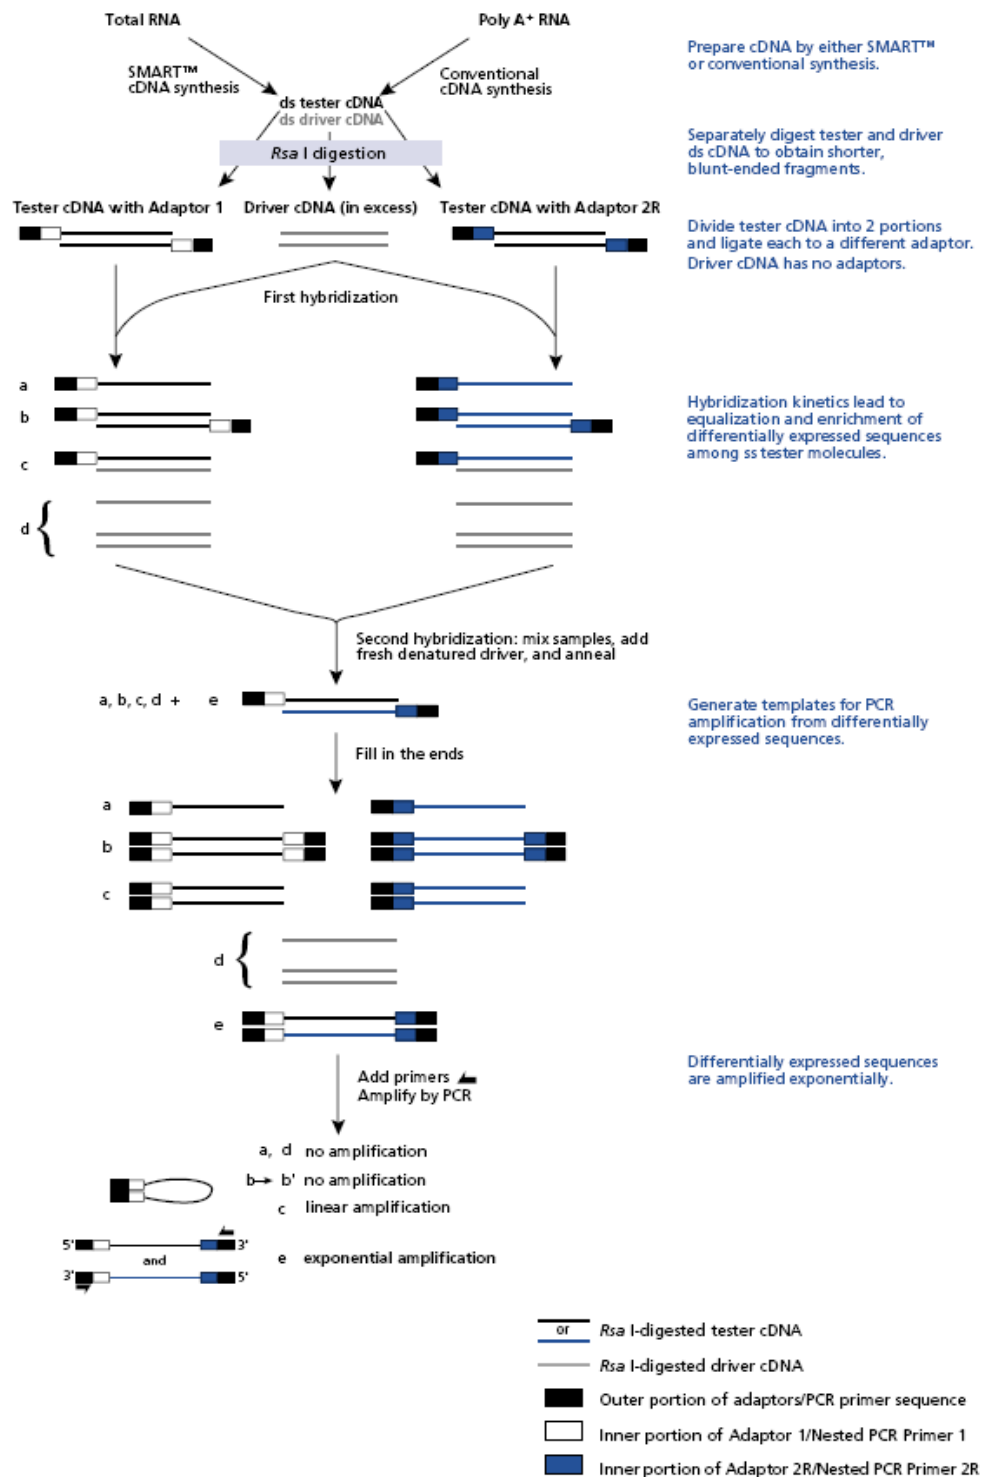 Total RNA
Poly A+ RNA
Prepare cDNA by either SMART™
or conventional synthesis.
SMART™
cDNA synthesis
Conventional
cDNA synthesis
ds tester cDNA
ds driver cDNA
Rsa I digestion
Separately digest tester and driver
ds cDNA to obtain shorter,
blunt-ended fragments.
Tester cDNA with Adaptor 1
Driver cDNA (in excess)
Tester cDNA with Adaptor 2R
Divide tester cDNA into 2 portions
and ligate each to a different adaptor.
Driver cDNA has no adaptors.
First hybridization
a
b
c
d {
Hybridization kinetics lead to
equalization and enrichment of
differentially expressed sequences
among ss tester molecules.
Second hybridization: mix samples, add
fresh denatured driver, and anneal
a, b, c, d + e
Generate templates for PCR
amplification from differentially
expressed sequences.
Fill in the ends
a
b
c
d {
e
Differentially expressed sequences
are amplified exponentially.
Add primers
Amplify by PCR
a, d no amplification
b→ b' no amplification
c linear amplification
5' 3'
and
3' 5'
e exponential amplification
or
Rsa I-digested tester cDNA
Rsa I-digested driver cDNA
Outer portion of adaptors/PCR primer sequence
Inner portion of Adaptor 1/Nested PCR Primer 1
Inner portion of Adaptor 2R/Nested PCR Primer 2R